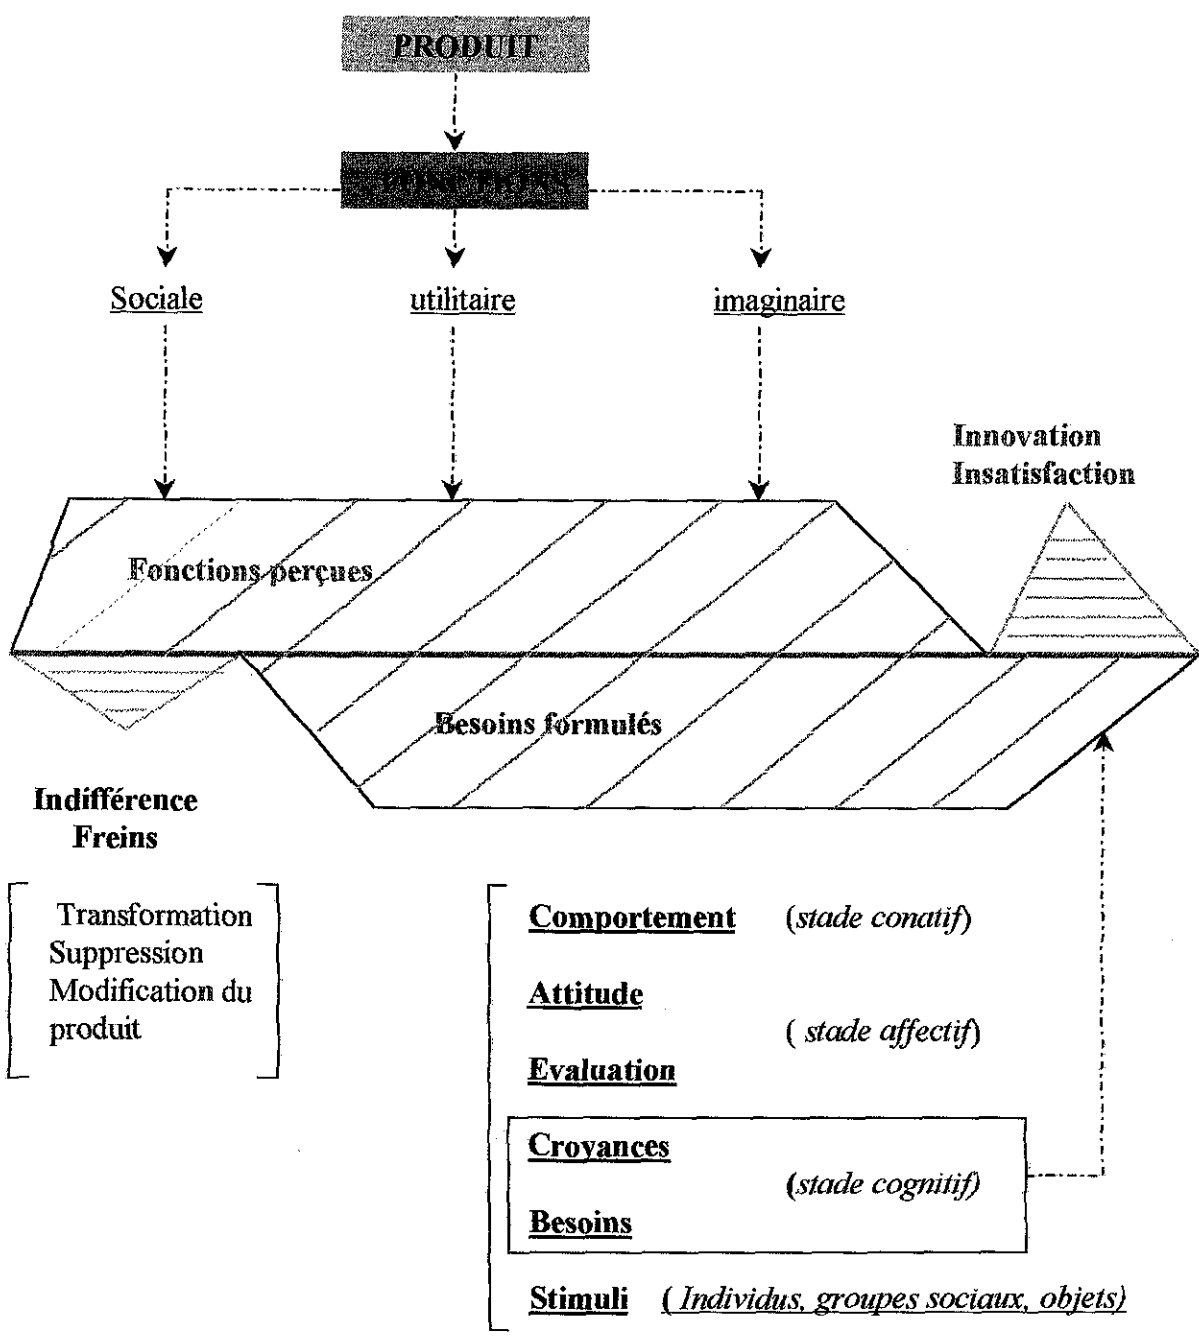 PRODUIT
FONCTIONS
Sociale
utilitaire
imaginaire
Innovation
Insatisfaction
Fonctions perçues
Besoins formulés
Indifférence
Freins
Transformation
Suppression
Modification du
produit
Comportement (stade conatif)
Attitude
( stade affectif)
Evaluation
Croyances
(stade cognitif)
Besoins
Stimuli ( Individus, groupes sociaux, objets)